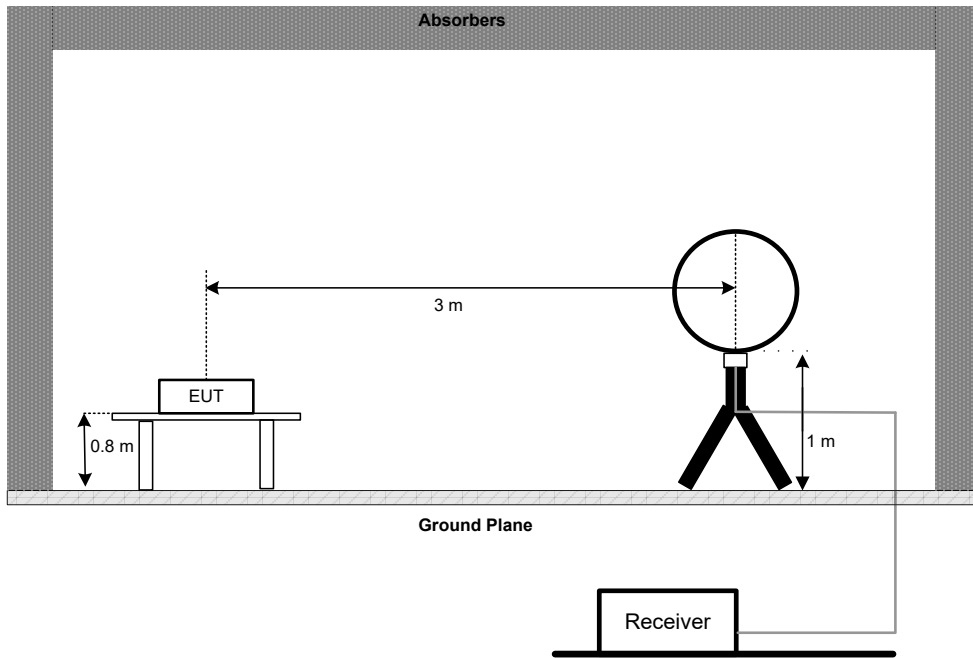 Absorbers
3 m
EUT
0.8 m
1 m
Ground Plane
Receiver